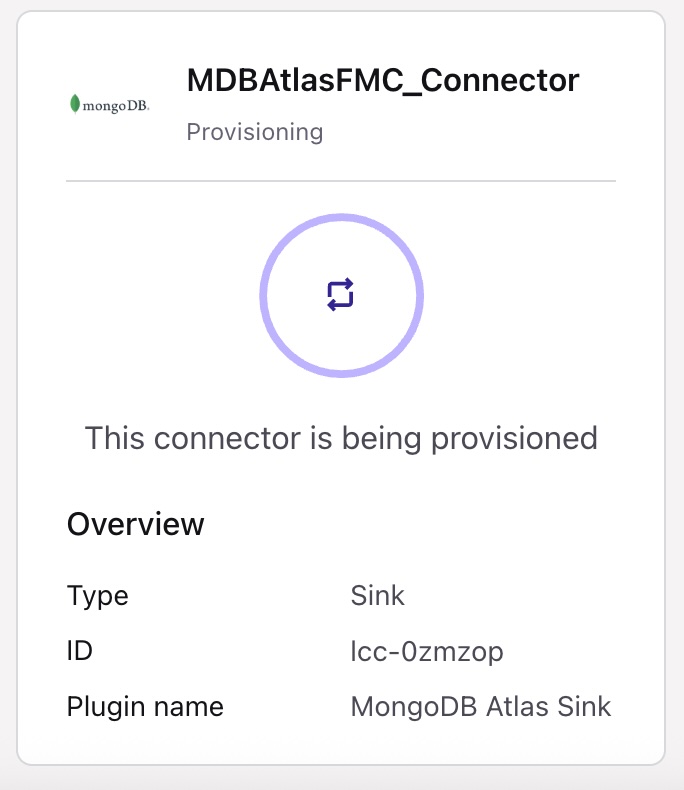 MDBAtlasFMC_Connector
mongoDB.
Provisioning
This connector is being provisioned
Overview
Type Sink
ID lcc-0zmzop
Plugin name MongoDB Atlas Sink